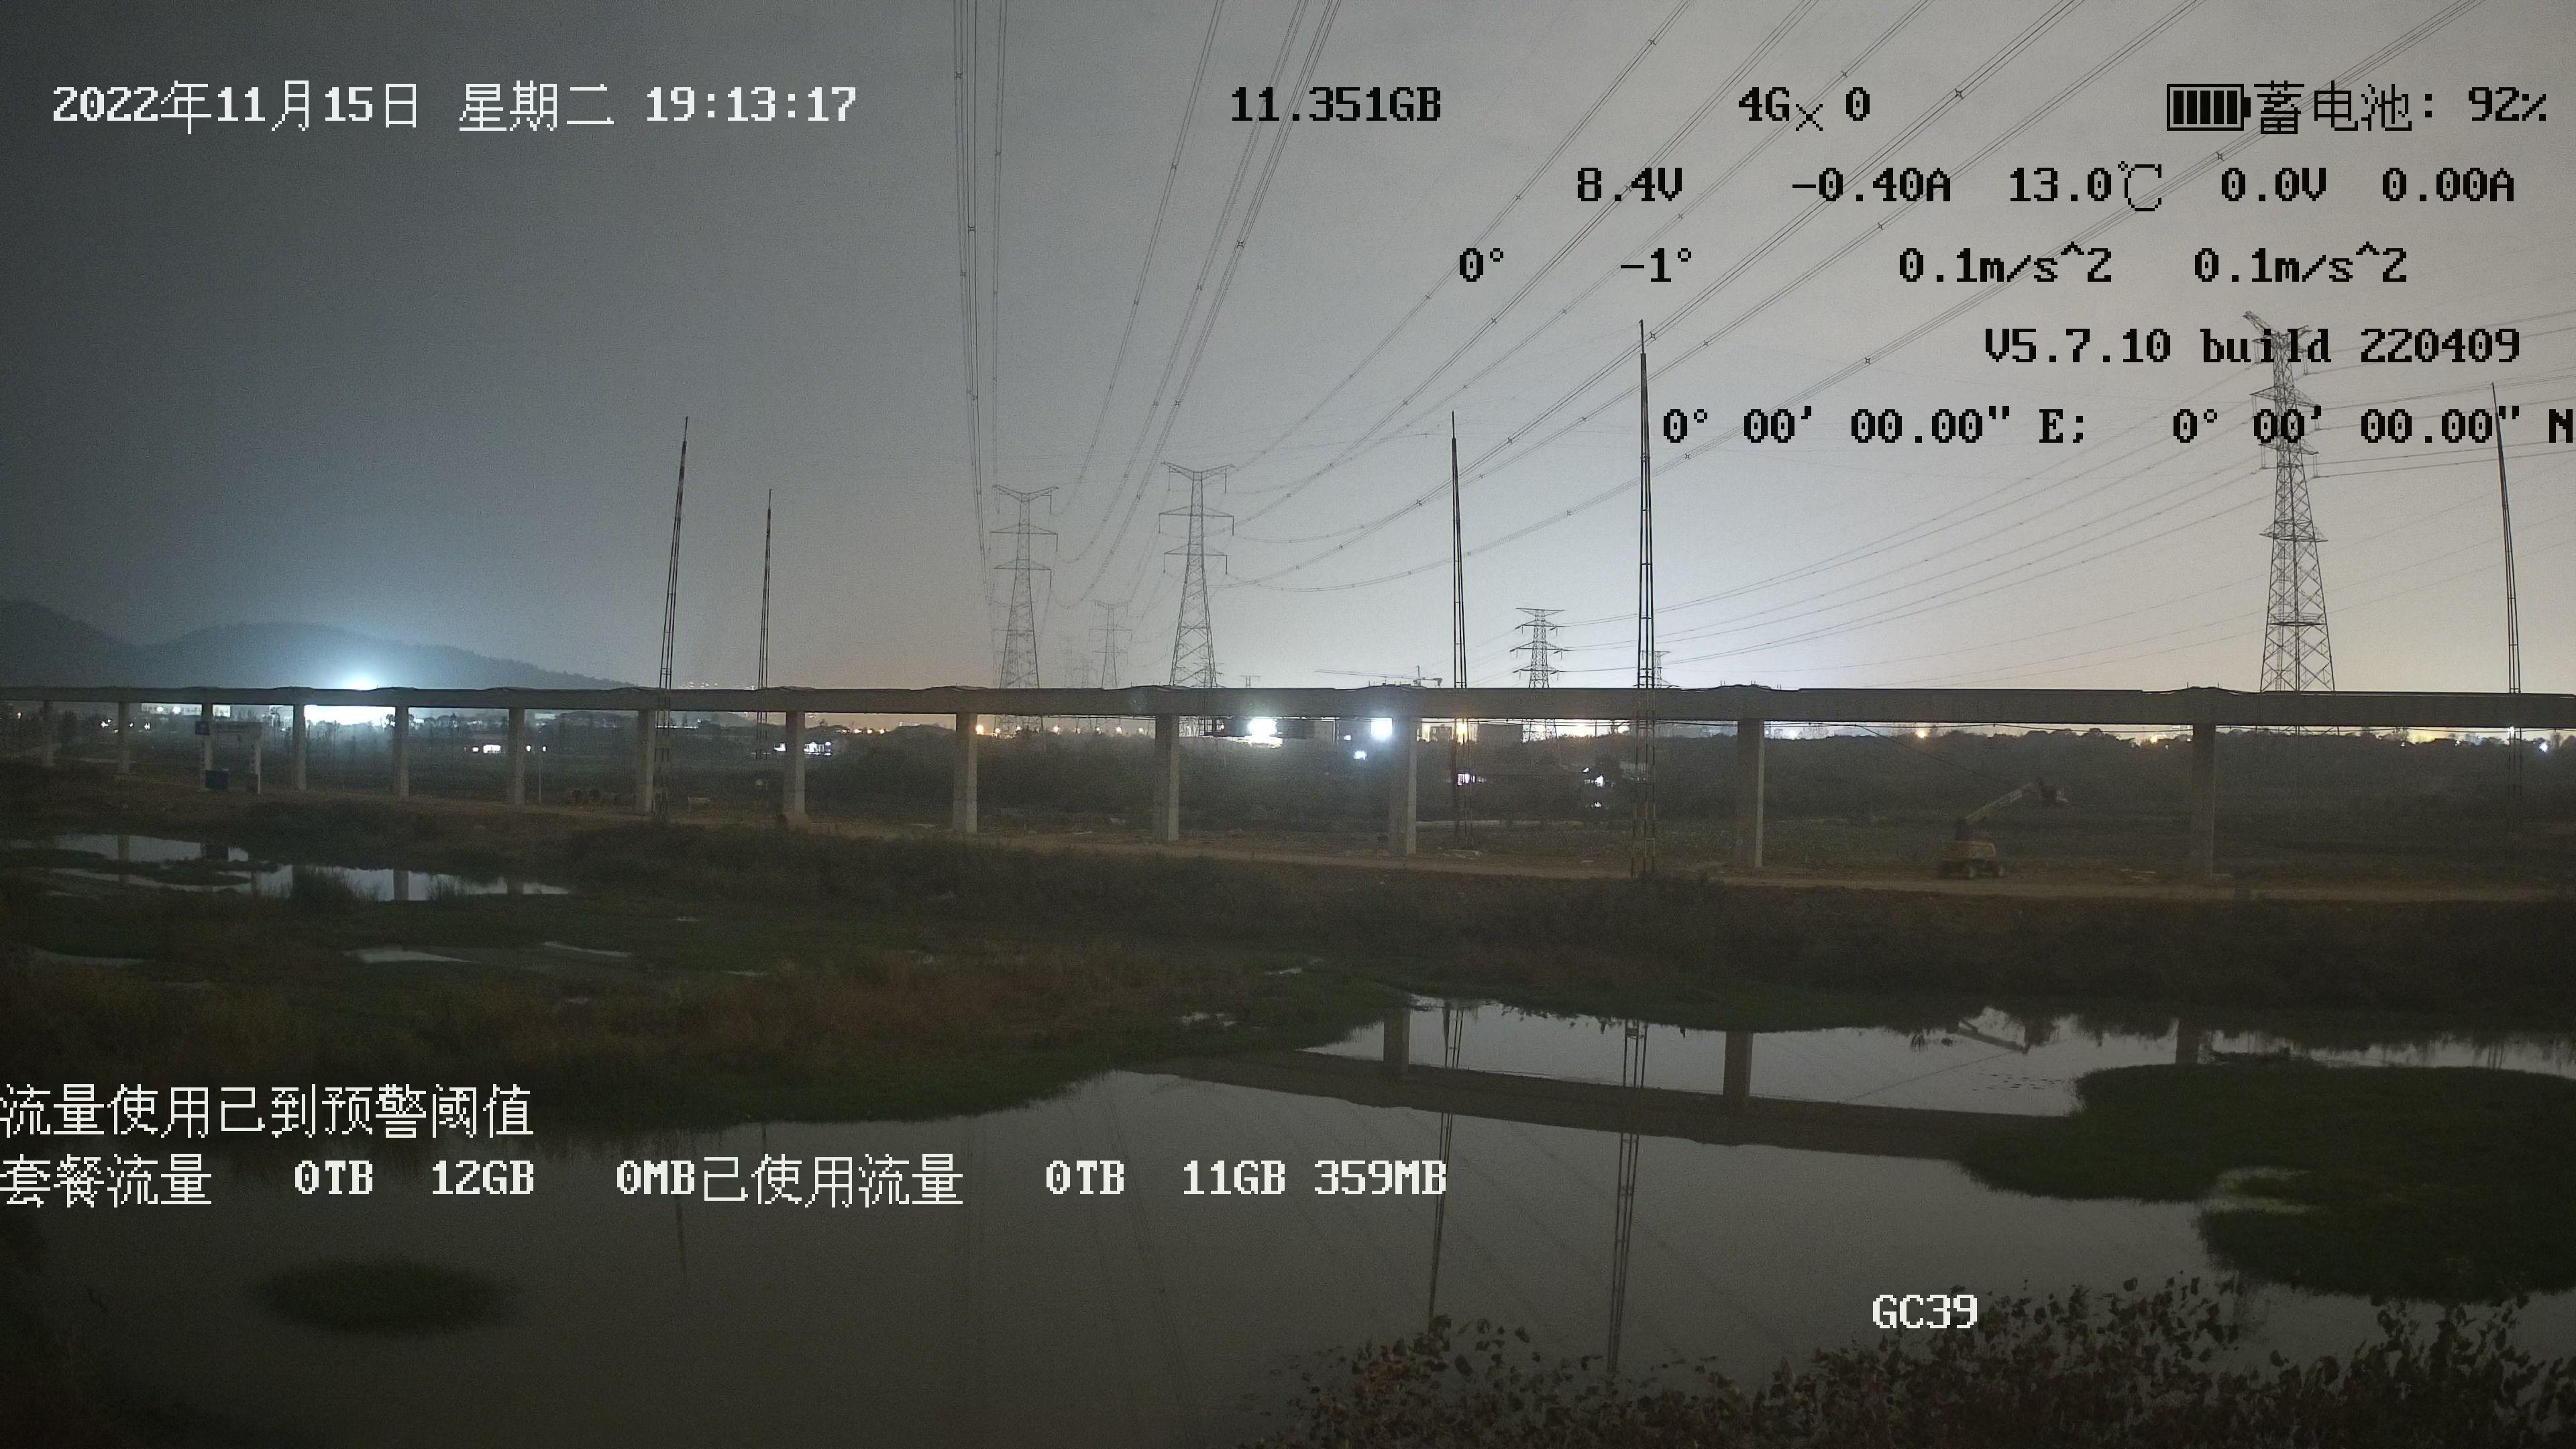 2022年11月15日 星期二 19:13:17 11.351GB 4G× 0 蓄电池: 92%
8.4V -0.40A 13.0℃ 0.0V 0.00A
0° -1° 0.1m/s^2 0.1m/s^2
V5.7.10 build 220409
0° 00' 00.00" E; 0° 00' 00.00" N
流量使用已到预警阈值
套餐流量 0TB 12GB 0MB已使用流量 0TB 11GB 359MB
GC39